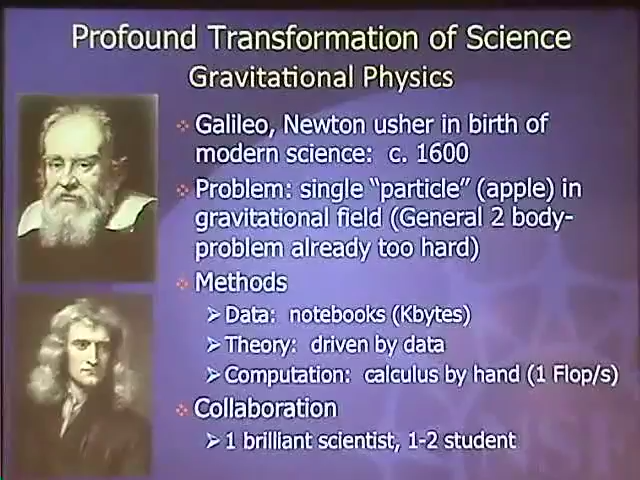 Profound Transformation of Science
Gravitational Physics
Galileo, Newton usher in birth of
modern science: c. 1600
Problem: single “particle” (apple) in
gravitational field (General 2 body-
problem already too hard)
Methods
Data: notebooks (Kbytes)
Theory: driven by data
Computation: calculus by hand (1 Flop/s)
Collaboration
1 brilliant scientist, 1-2 student
NSF